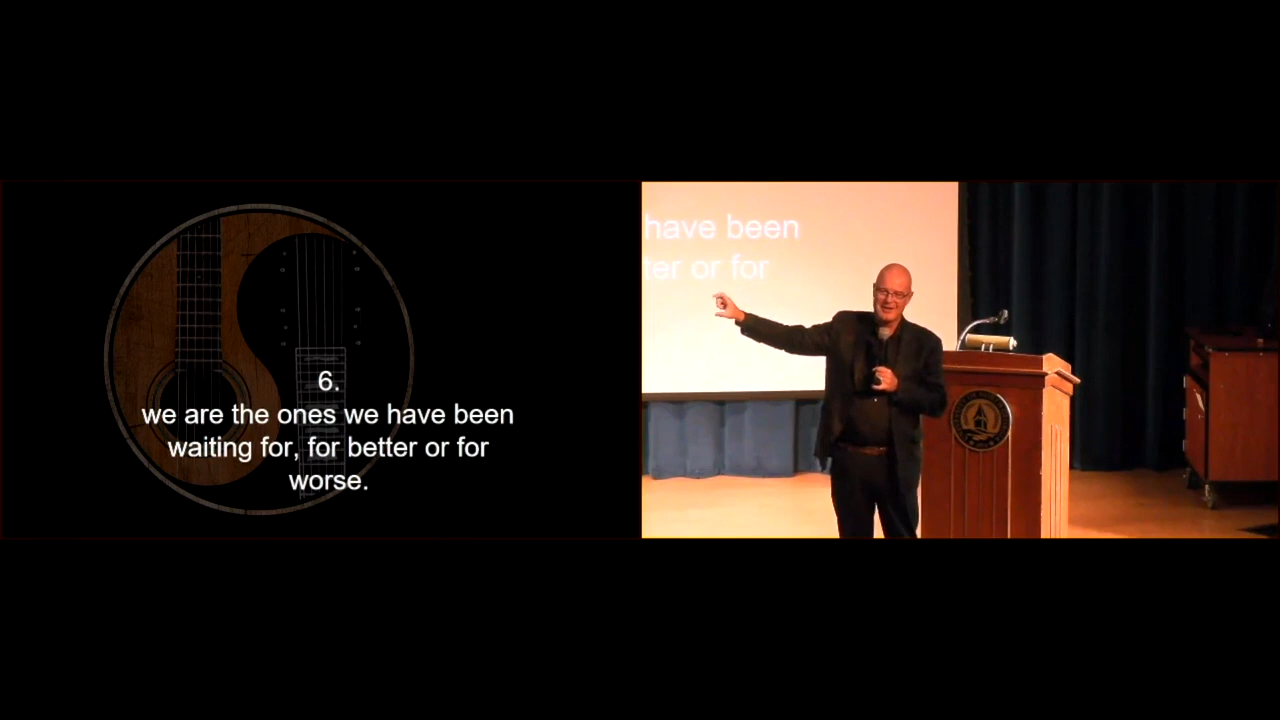 6.
we are the ones we have been
waiting for, for better or for
worse.
have been
ter or for